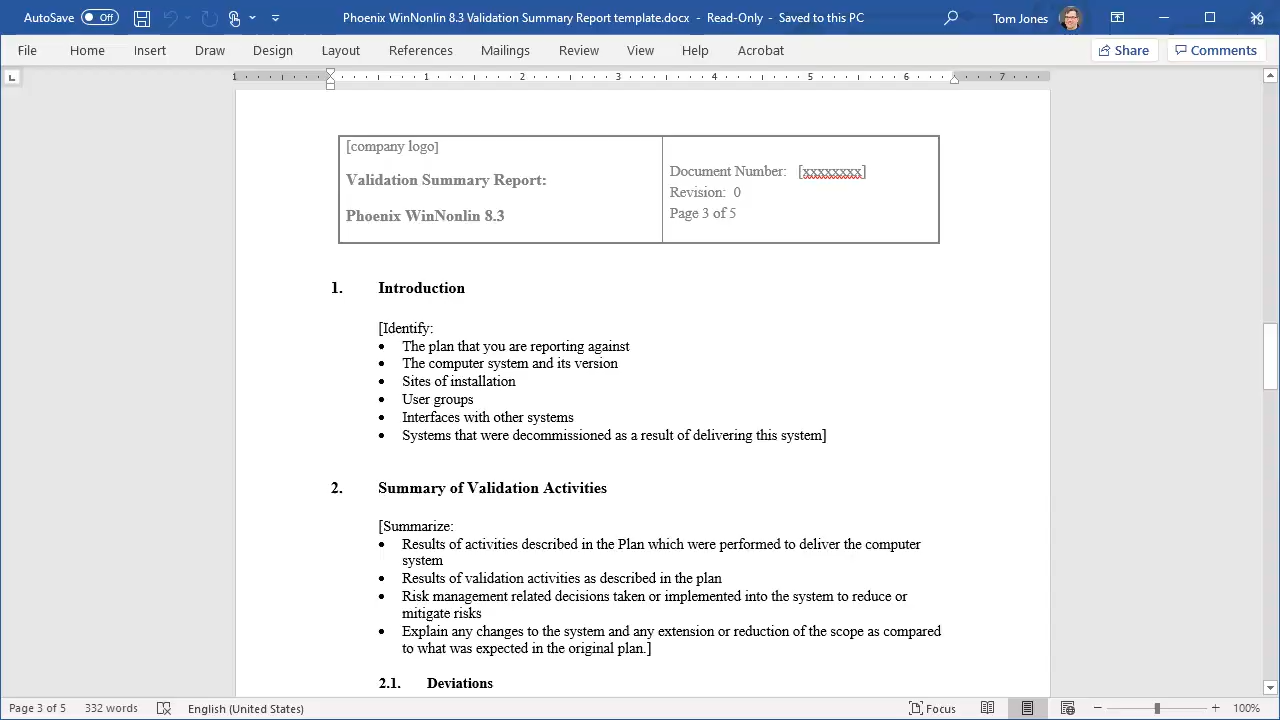 AutoSave Off Phoenix WinNonlin 8.3 Validation Summary Report template.docx - Read-Only - Saved to this PC Tom Jones
File Home Insert Draw Design Layout References Mailings Review View Help Acrobat Share Comments
1 1 2 3 4 5 6 7
[company logo]
Validation Summary Report:
Phoenix WinNonlin 8.3
Document Number: [xxxxxxxx]
Revision: 0
Page 3 of 5
1. Introduction
[Identify:
• The plan that you are reporting against
• The computer system and its version
• Sites of installation
• User groups
• Interfaces with other systems
• Systems that were decommissioned as a result of delivering this system]
2. Summary of Validation Activities
[Summarize:
• Results of activities described in the Plan which were performed to deliver the computer
system
• Results of validation activities as described in the plan
• Risk management related decisions taken or implemented into the system to reduce or
mitigate risks
• Explain any changes to the system and any extension or reduction of the scope as compared
to what was expected in the original plan.]
2.1. Deviations
Page 3 of 5 332 words English (United States) Focus 100%